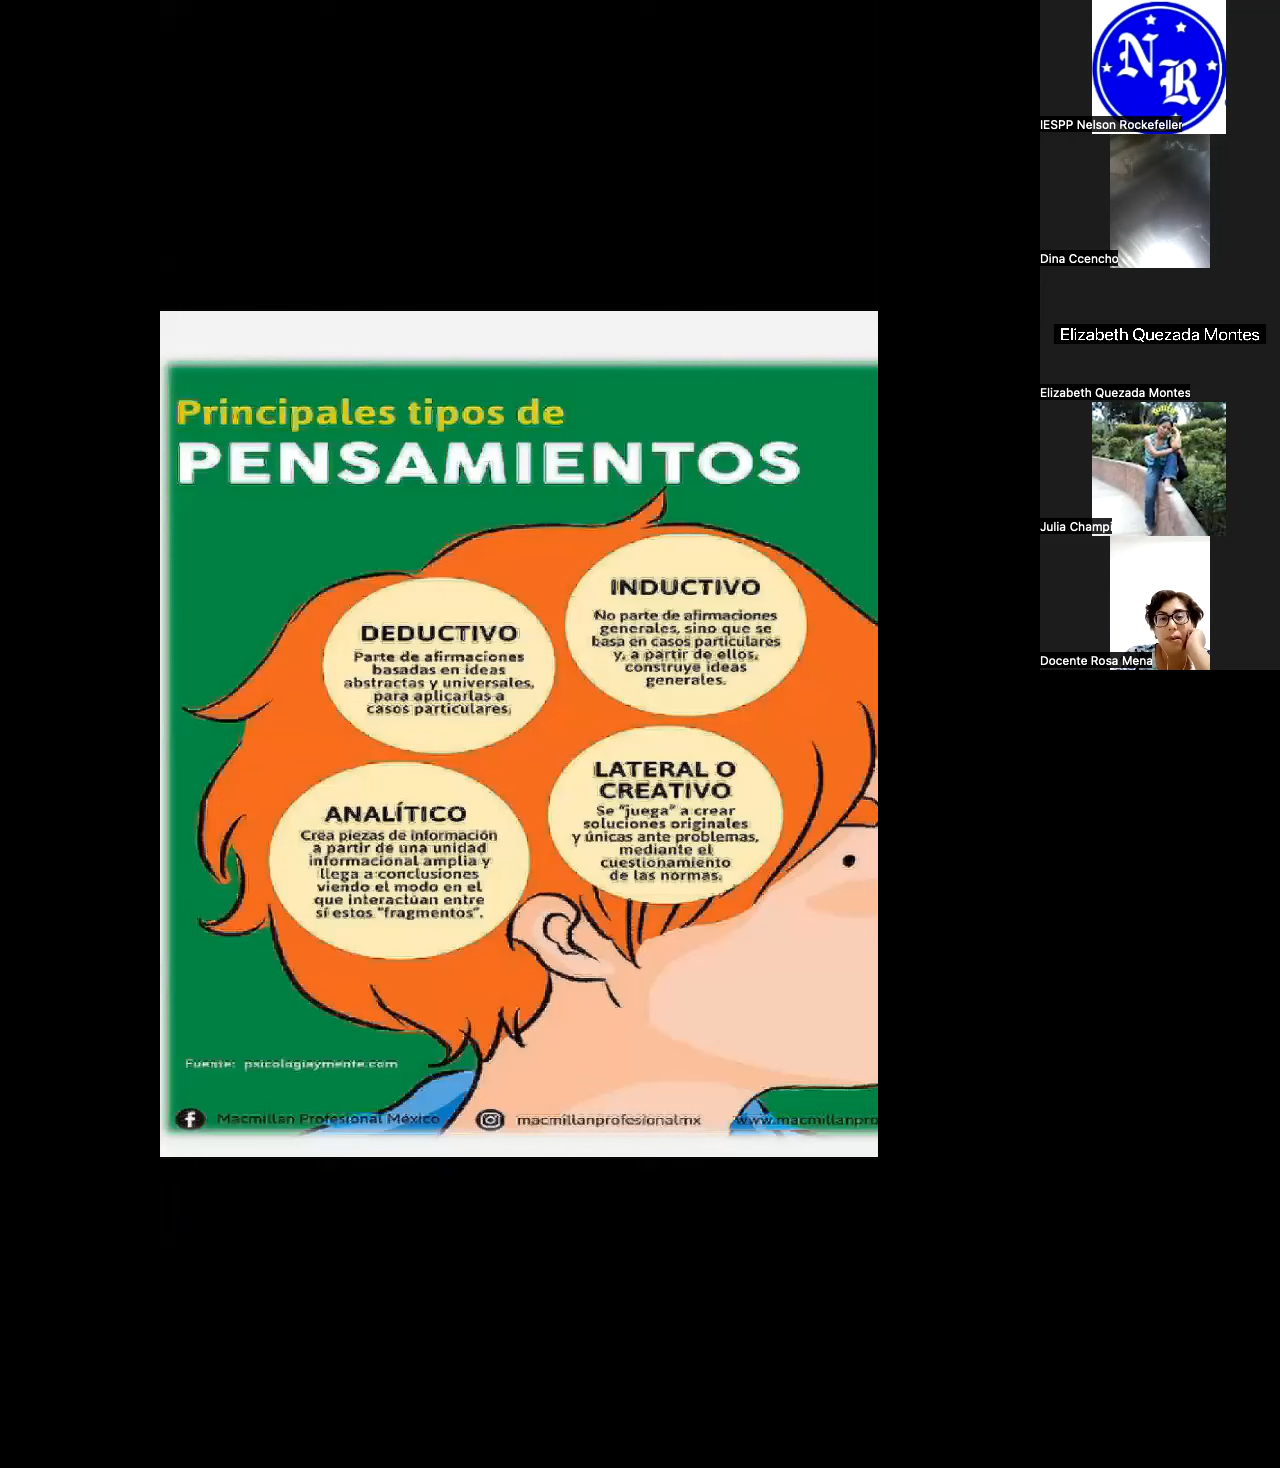 Principales tipos de
PENSAMIENTOS
DEDUCTIVO
Parte de afirmaciones
basadas en ideas
abstractas y universales,
para aplicarlas a
casos particulares.
INDUCTIVO
No parte de afirmaciones
generales, sino que se
basa en casos particulares
y, a partir de ellos,
construye ideas
generales.
ANALÍTICO
Crea piezas de información
a partir de una unidad
informacional amplia y
llega a conclusiones
viendo el modo en el
que interactúan entre
sí estos "fragmentos".
LATERAL O
CREATIVO
Se "juega" a crear
soluciones originales
y únicas ante problemas,
mediante el
cuestionamiento
de las normas.
Fuente: psicologiaymente.com
Macmillan Profesional México
macmillanprofesionalmx
www.macmillanpro
NR
IESPP Nelson Rockefeller
Dina Ccencho
Elizabeth Quezada Montes
Elizabeth Quezada Montes
Julia Champi
Docente Rosa Mena